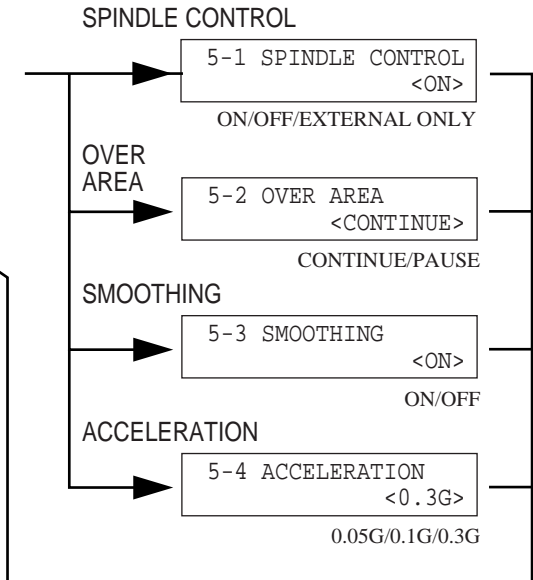 SPINDLE CONTROL
5-1 SPINDLE CONTROL
<ON>
ON/OFF/EXTERNAL ONLY
OVER
AREA
5-2 OVER AREA
<CONTINUE>
CONTINUE/PAUSE
SMOOTHING
5-3 SMOOTHING
<ON>
ON/OFF
ACCELERATION
5-4 ACCELERATION
<0.3G>
0.05G/0.1G/0.3G